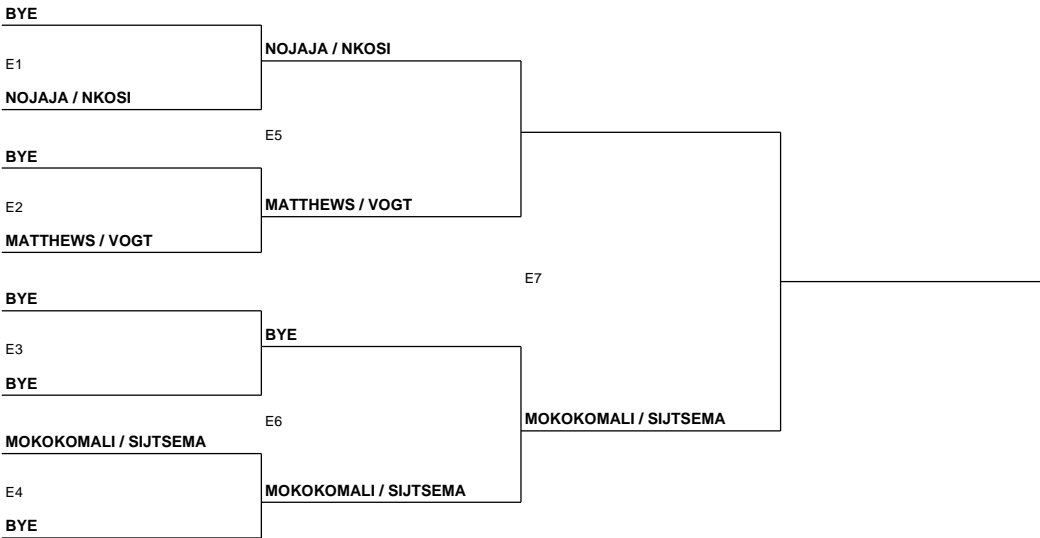 BYE
NOJAJA / NKOSI
E1
NOJAJA / NKOSI
E5
BYE
E2
MATTHEWS / VOGT
MATTHEWS / VOGT
E7
BYE
BYE
E3
BYE
E6
MOKOKOMALI / SIJTSEMA
MOKOKOMALI / SIJTSEMA
E4
MOKOKOMALI / SIJTSEMA
BYE